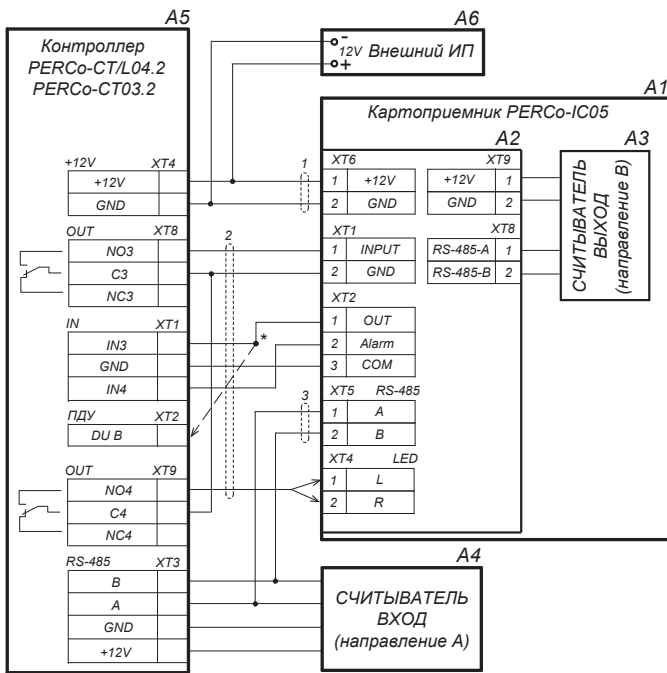 A5
Контроллер
PERCo-CT/L04.2
PERCo-CT03.2
+12V XT4
+12V
GND
OUT XT8
NO3
C3
NC3
IN XT1
IN3
GND
IN4
ПДУ XT2
DU B
OUT XT9
NO4
C4
NC4
RS-485 XT3
B
A
GND
+12V
1
2
*
3
A6
-
12V Внешний ИП
+
A1
Картоприемник PERCo-IC05
A2
XT6
1 +12V
2 GND
XT1
1 INPUT
2 GND
XT2
1 OUT
2 Alarm
3 COM
XT5 RS-485
1 A
2 B
XT4 LED
1 L
2 R
XT9
+12V 1
GND 2
XT8
RS-485-A 1
RS-485-B 2
A3
СЧИТЫВАТЕЛЬ
ВЫХОД
(направление В)
A4
СЧИТЫВАТЕЛЬ
ВХОД
(направление А)